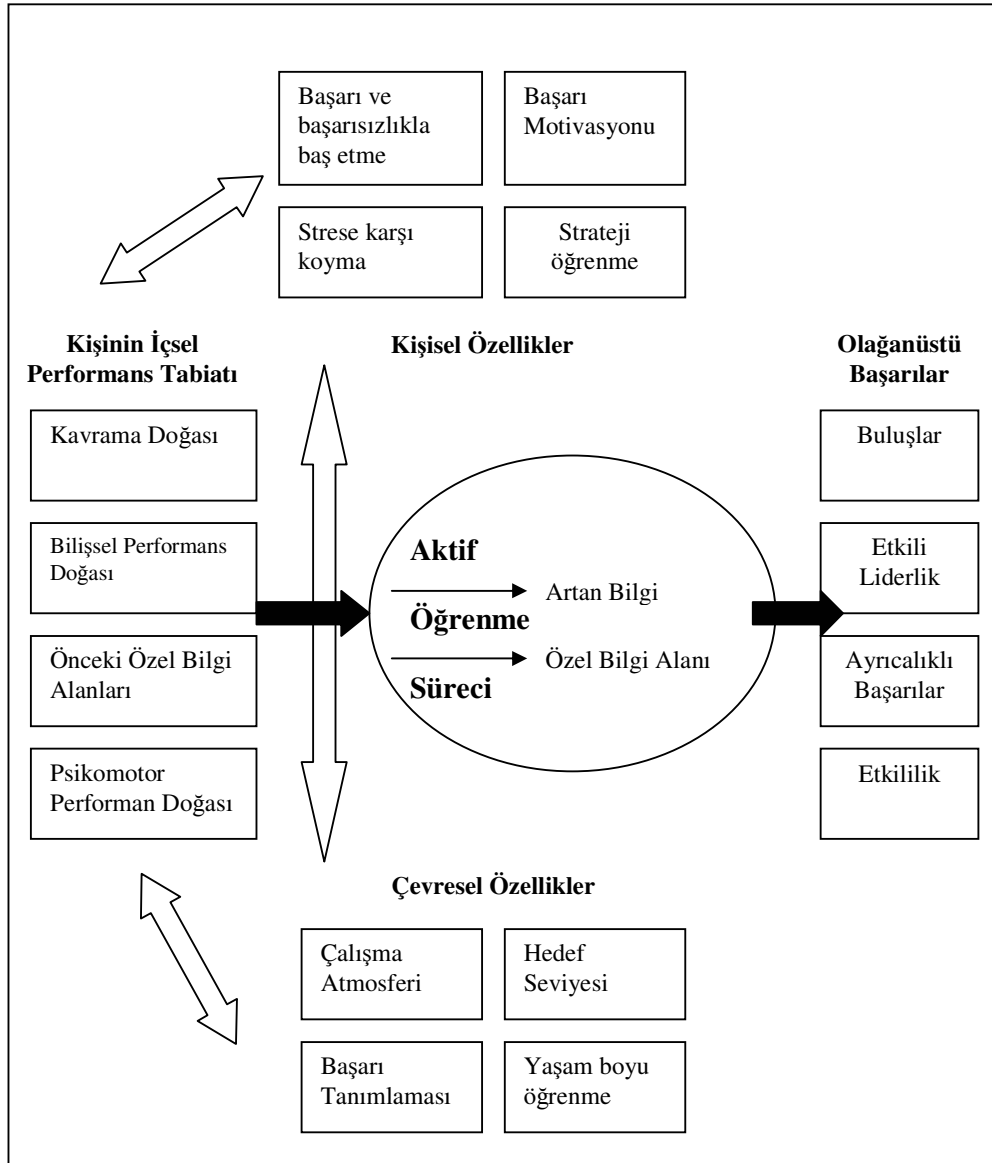 Başarı ve
başarısızlıkla
baş etme
Başarı
Motivasyonu
Strese karşı
koyma
Strateji
öğrenme
Kişinin İçsel
Performans Tabiatı
Kişisel Özellikler
Olağanüstü
Başarılar
Kavrama Doğası
Bilişsel Performans
Doğası
Önceki Özel Bilgi
Alanları
Psikomotor
Performan Doğası
Aktif
Artan Bilgi
Öğrenme
Özel Bilgi Alanı
Süreci
Buluşlar
Etkili
Liderlik
Ayrıcalıklı
Başarılar
Etkililik
Çevresel Özellikler
Çalışma
Atmosferi
Hedef
Seviyesi
Başarı
Tanımlaması
Yaşam boyu
öğrenme